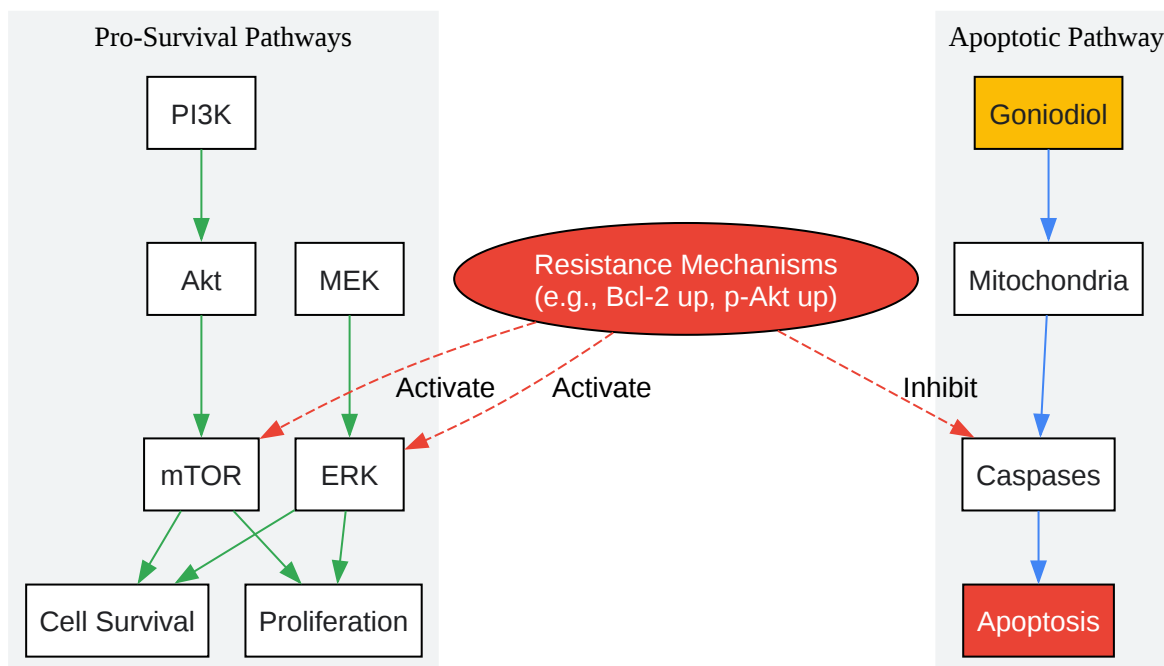 Pro-Survival Pathways
Apoptotic Pathway
PI3K
Goniodiol
Akt
MEK
Resistance Mechanisms
(e.g., Bcl-2 up, p-Akt up)
Mitochondria
Activate
Activate
Inhibit
mTOR
ERK
Caspases
Cell Survival
Proliferation
Apoptosis